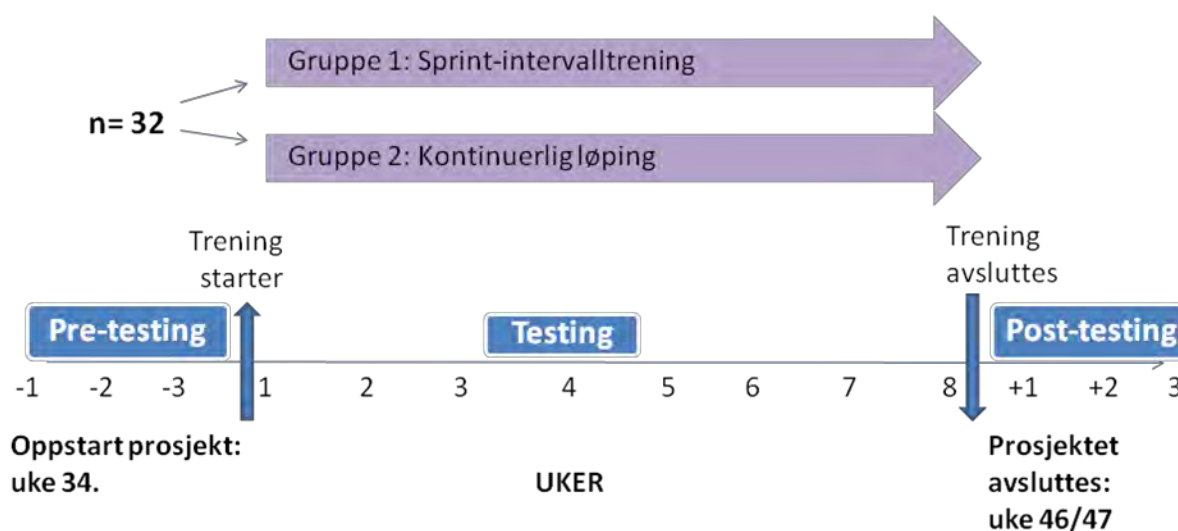 Gruppe 1: Sprint-intervalltrening
n= 32
Gruppe 2: Kontinuerlig løping
Trening
starter
Trening
avsluttes
Pre-testing
Testing
Post-testing
-1 -2 -3 1 2 3 4 5 6 7 8 +1 +2 3
Oppstart prosjekt:
uke 34.
UKER
Prosjektet
avsluttes:
uke 46/47